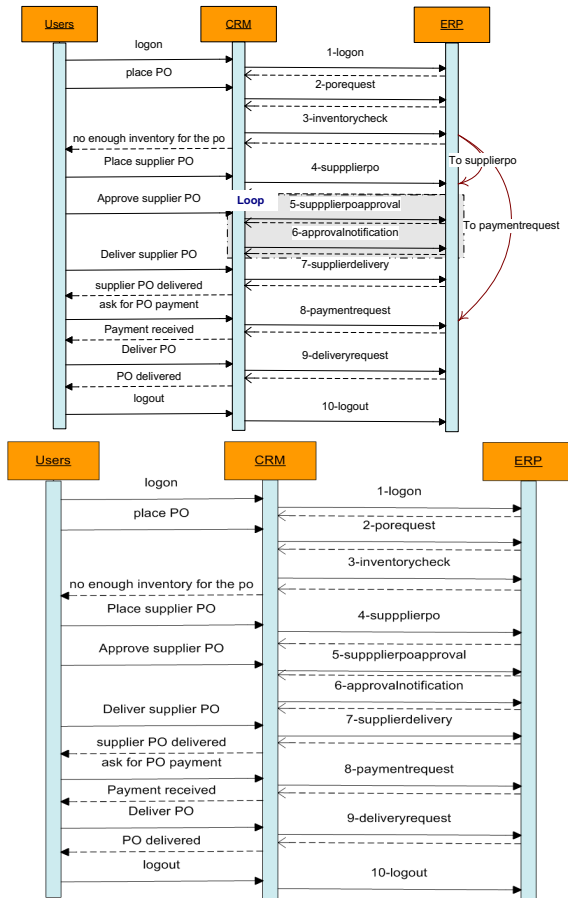 Users
CRM
ERP
logon
1-logon
place PO
2-porequest
3-inventorycheck
no enough inventory for the po
Place supplier PO
4-suppplierpo
To supplierpo
Approve supplier PO
Loop
5-suppplierpoapproval
To paymentrequest
6-approvalnotification
Deliver supplier PO
7-supplierdelivery
supplier PO delivered
ask for PO payment
8-paymentrequest
Payment received
Deliver PO
9-deliveryrequest
PO delivered
logout
10-logout
Users
CRM
ERP
logon
1-logon
place PO
2-porequest
3-inventorycheck
no enough inventory for the po
Place supplier PO
4-suppplierpo
Approve supplier PO
5-suppplierpoapproval
6-approvalnotification
Deliver supplier PO
7-supplierdelivery
supplier PO delivered
ask for PO payment
8-paymentrequest
Payment received
Deliver PO
9-deliveryrequest
PO delivered
logout
10-logout